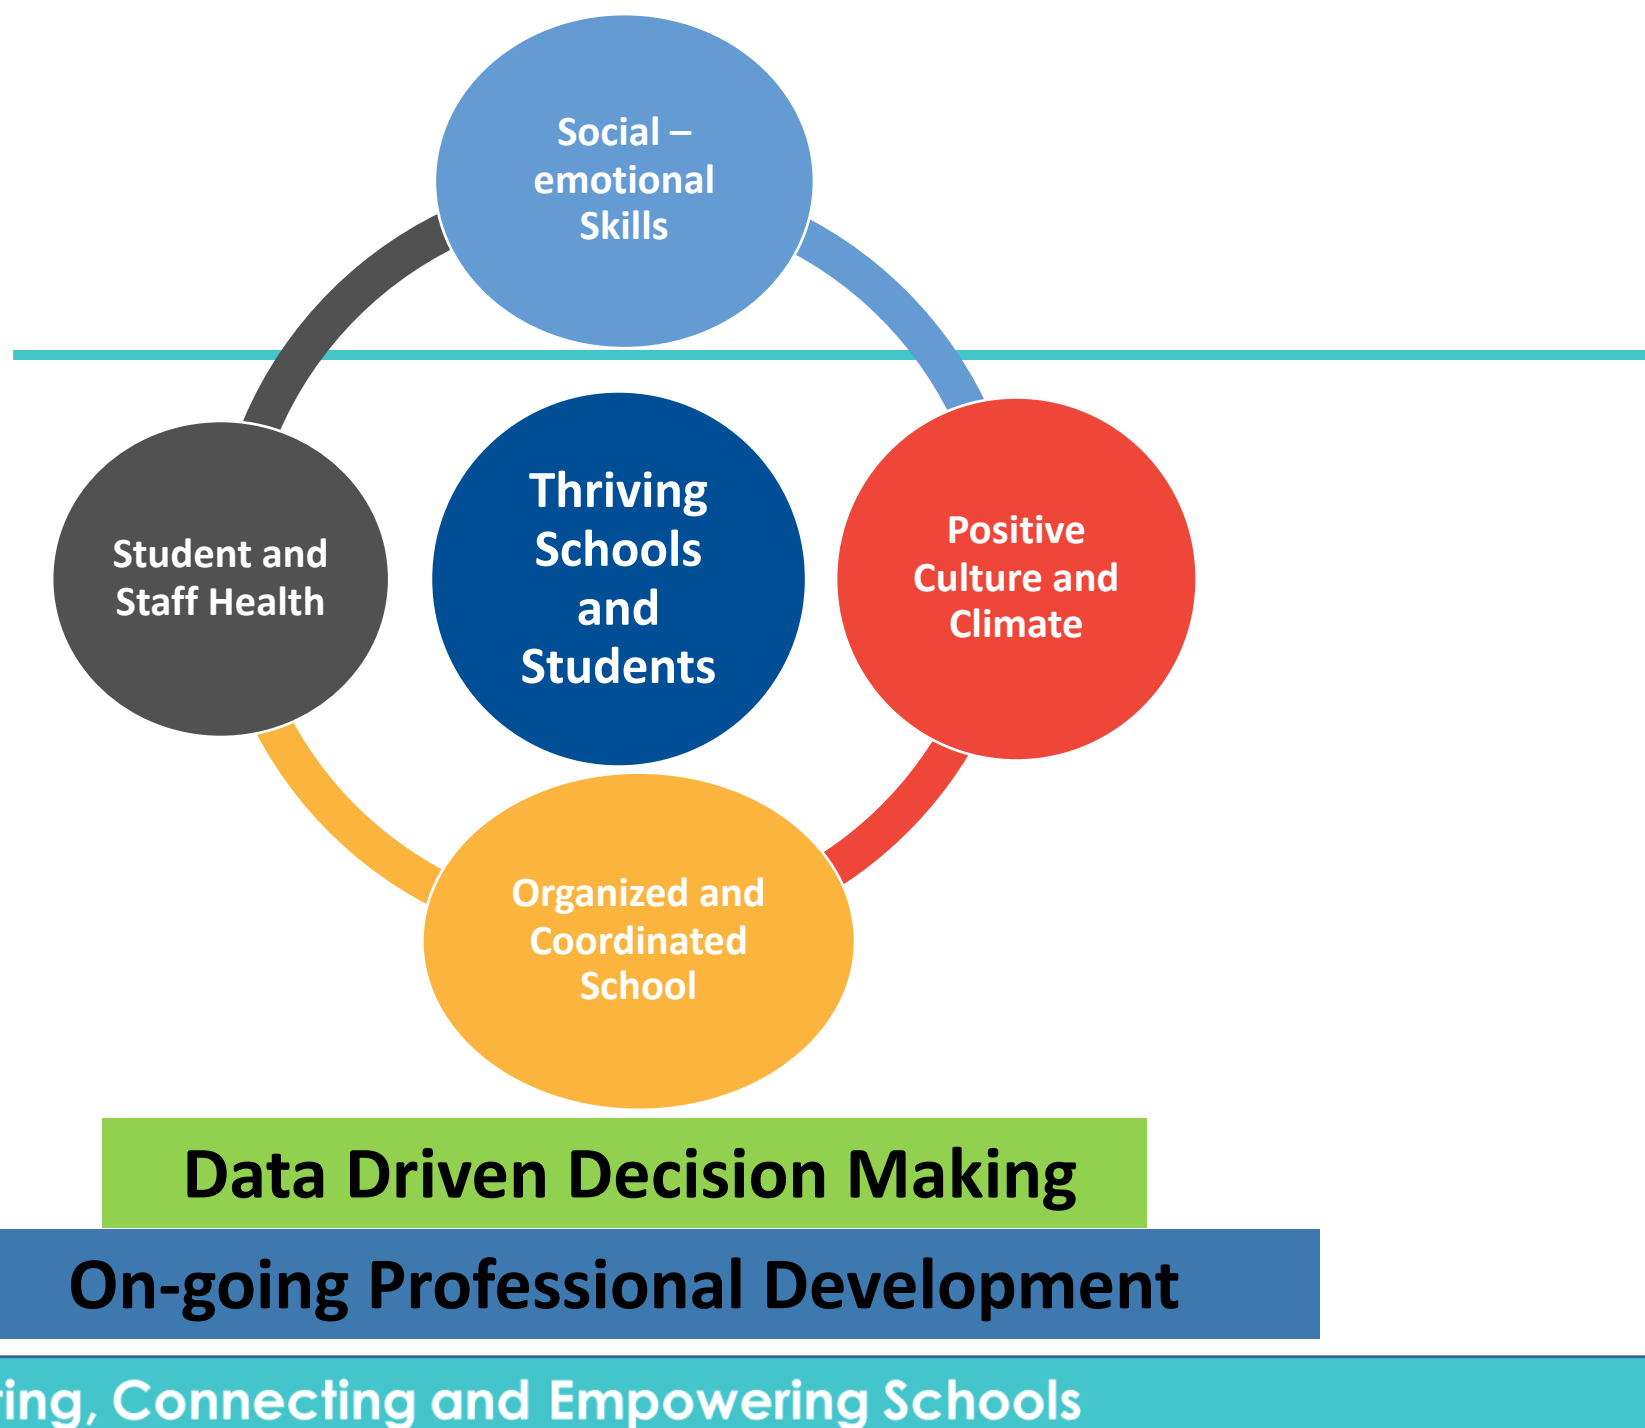 Social –
emotional
Skills
Thriving
Schools
and
Students
Student and
Staff Health
Positive
Culture and
Climate
Organized and
Coordinated
School
Data Driven Decision Making
On-going Professional Development
Connecting and Empowering Schools